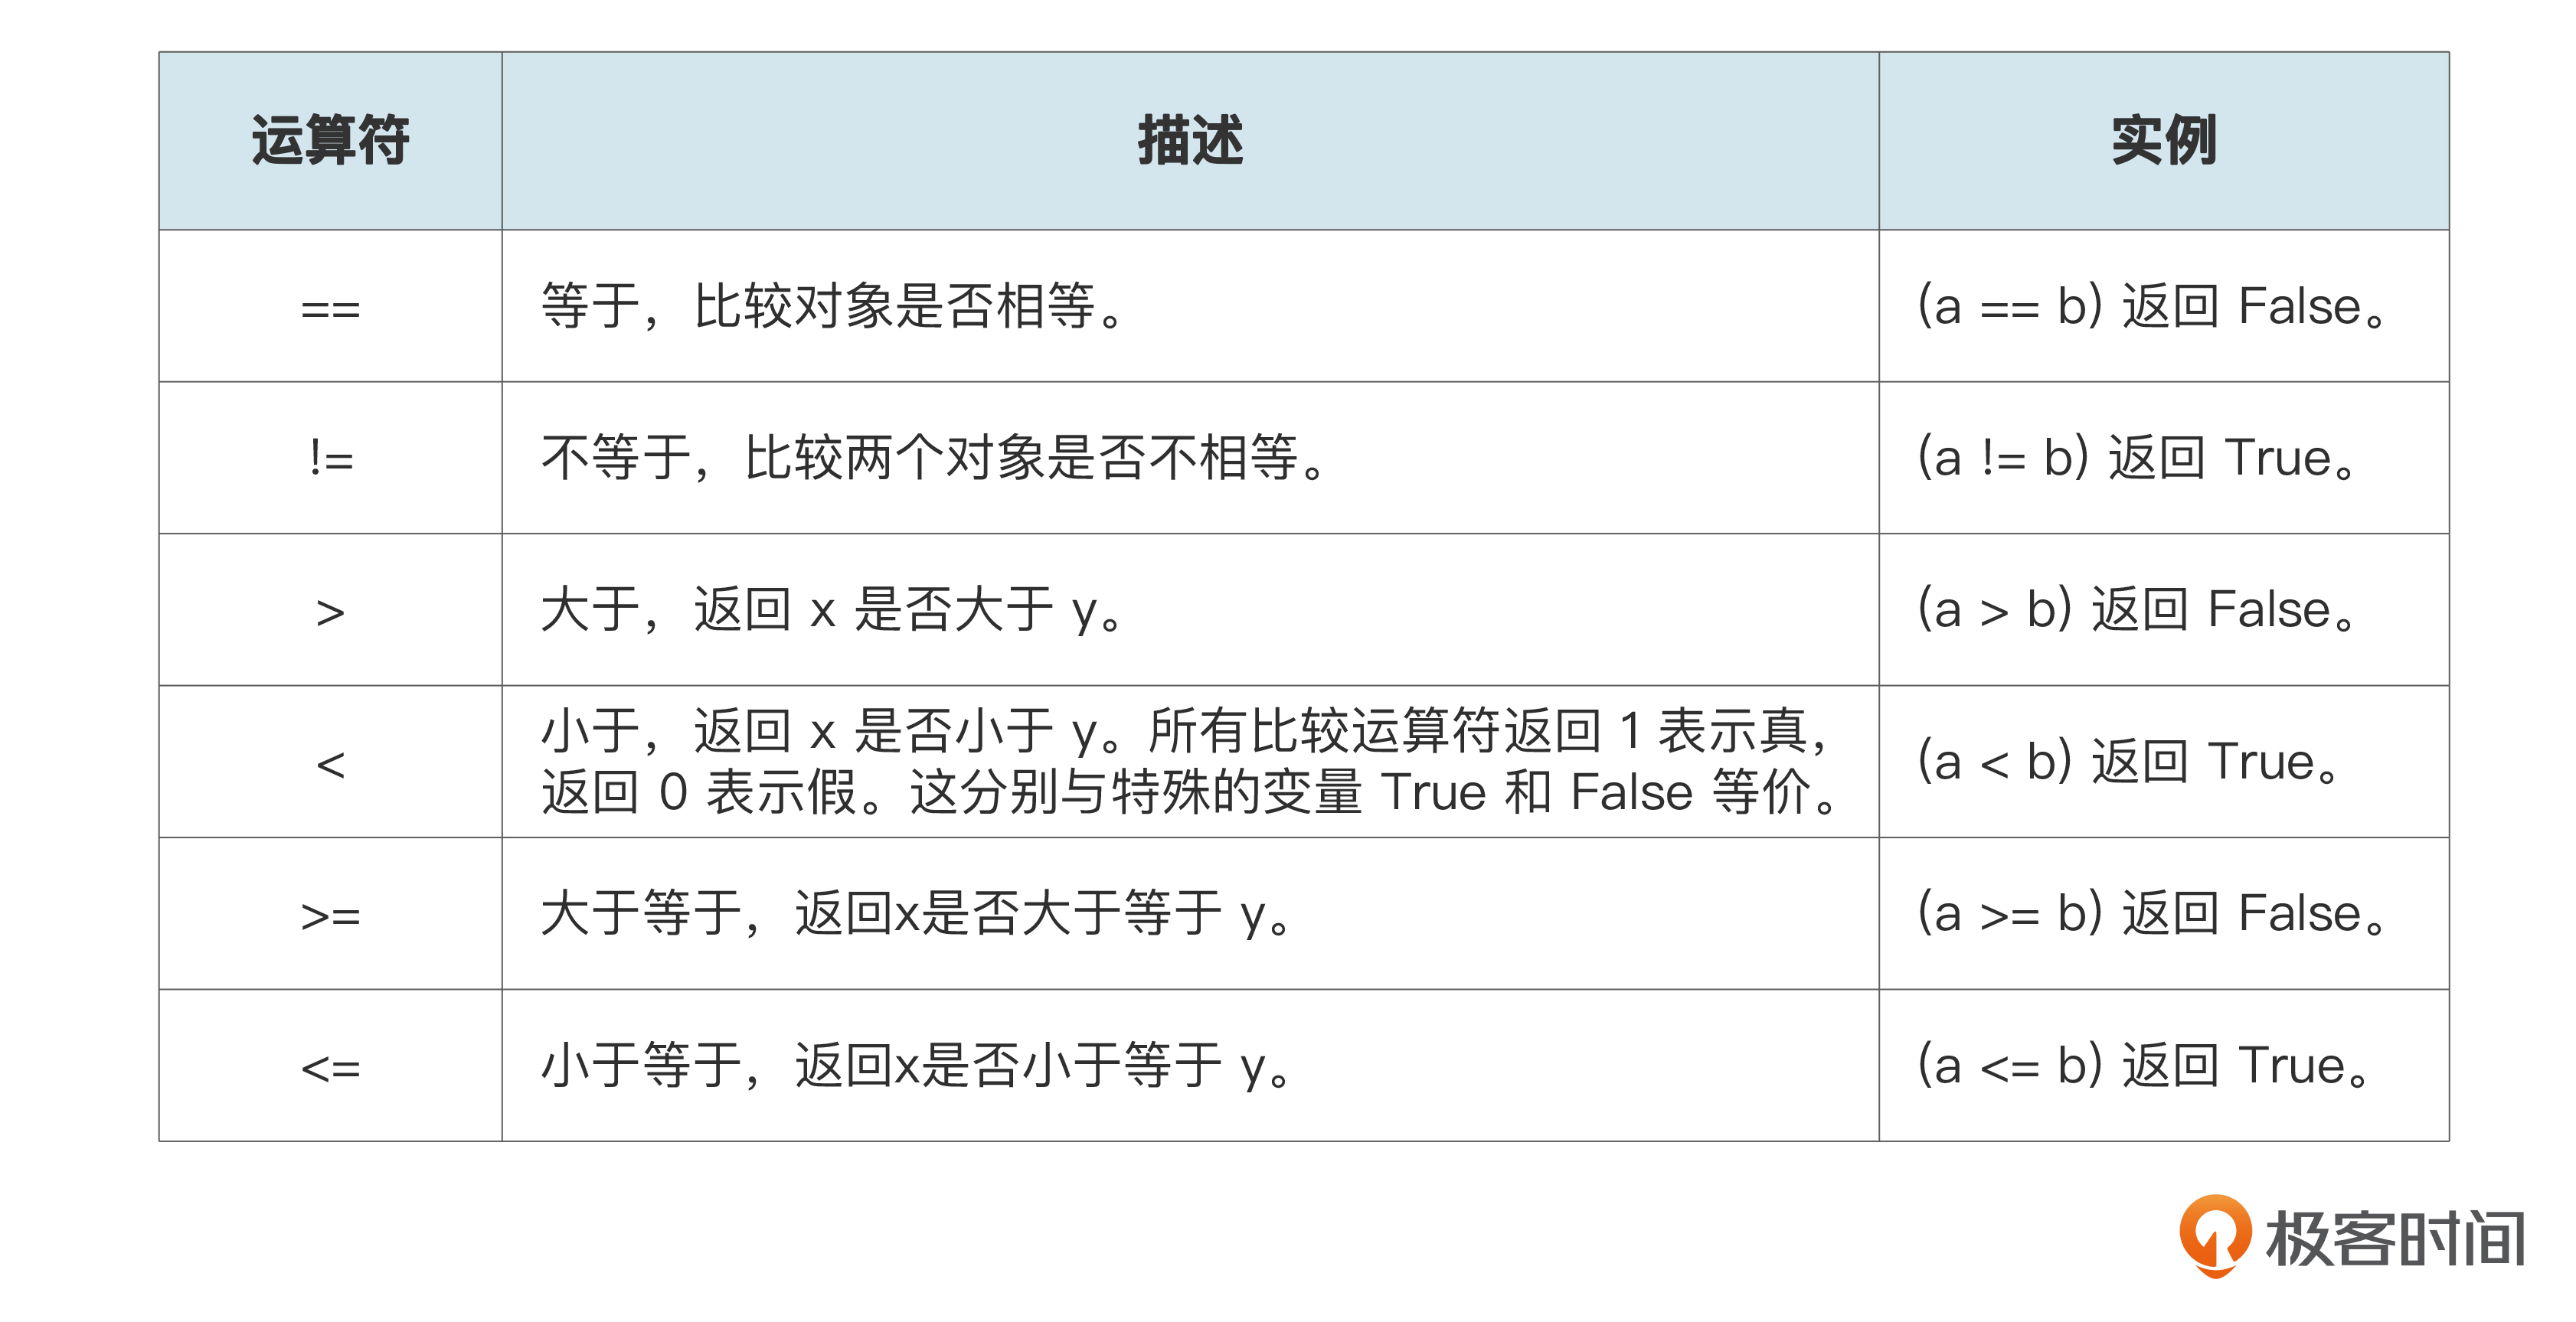 运算符 描述 实例
== 等于，比较对象是否相等。 (a == b) 返回 False。
!= 不等于，比较两个对象是否不相等。 (a != b) 返回 True。
> 大于，返回 x 是否大于 y。 (a > b) 返回 False。
< 小于，返回 x 是否小于 y。所有比较运算符返回 1 表示真，
返回 0 表示假。这分别与特殊的变量 True 和 False 等价。 (a < b) 返回 True。
>= 大于等于，返回x是否大于等于 y。 (a >= b) 返回 False。
<= 小于等于，返回x是否小于等于 y。 (a <= b) 返回 True。
极客时间